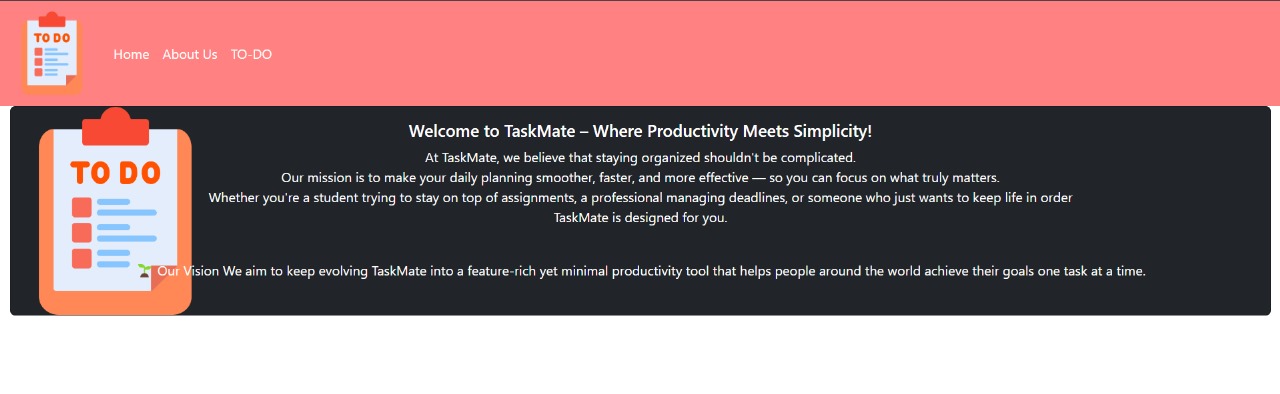 TO DO
Home About Us TO-DO
TO DO
Welcome to TaskMate – Where Productivity Meets Simplicity!
At TaskMate, we believe that staying organized shouldn't be complicated.
Our mission is to make your daily planning smoother, faster, and more effective — so you can focus on what truly matters.
Whether you're a student trying to stay on top of assignments, a professional managing deadlines, or someone who just wants to keep life in order
TaskMate is designed for you.
🌱 Our Vision We aim to keep evolving TaskMate into a feature-rich yet minimal productivity tool that helps people around the world achieve their goals one task at a time.